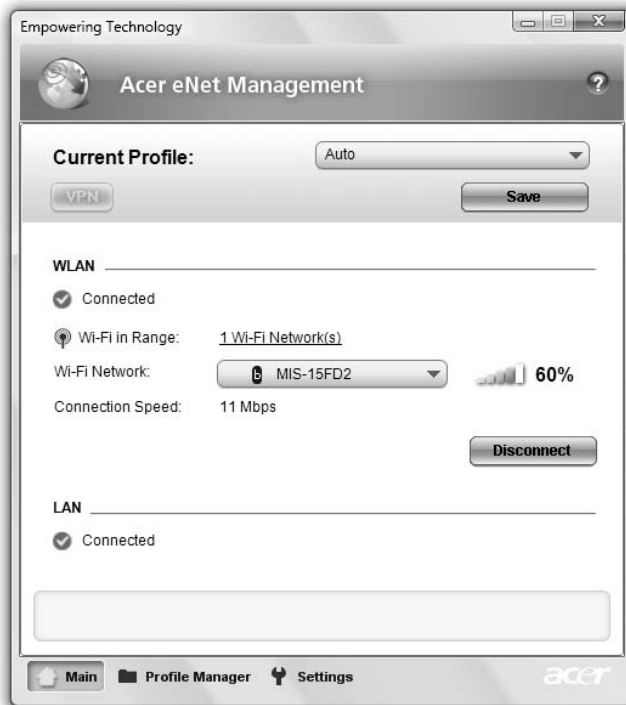 Empowering Technology
Acer eNet Management ?
Current Profile: Auto
VPN Save
WLAN
Connected
Wi-Fi in Range: 1 Wi-Fi Network(s)
Wi-Fi Network: b MIS-15FD2 60%
Connection Speed: 11 Mbps
Disconnect
LAN
Connected
Main Profile Manager Settings acer